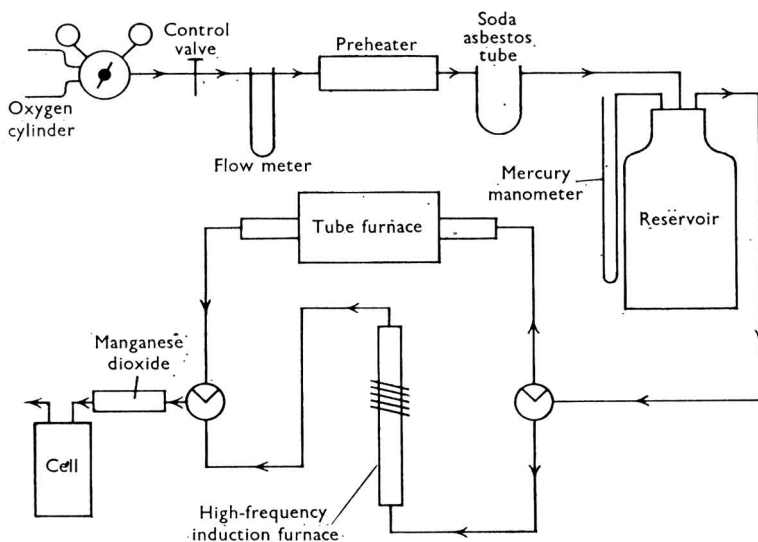 Control
valve
Oxygen
cylinder
Flow meter
Preheater
Soda
asbestos
tube
Mercury
manometer
Reservoir
Tube furnace
Manganese
dioxide
Cell
High-frequency
induction furnace